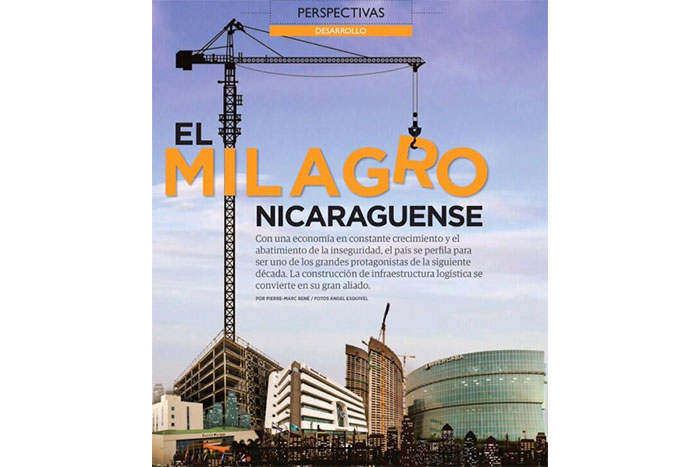 PERSPECTIVAS
DESARROLLO
EL
MILAGRO
NICARAGUENSE
Con una economía en constante crecimiento y el
abatimiento de la inseguridad, el país se perfila para
ser uno de los grandes protagonistas de la siguiente
década. La construcción de infraestructura logística se
convierte en su gran aliado.
POR PIERRE-MARC RENÉ / FOTOS ÁNGEL ESQUIVEL